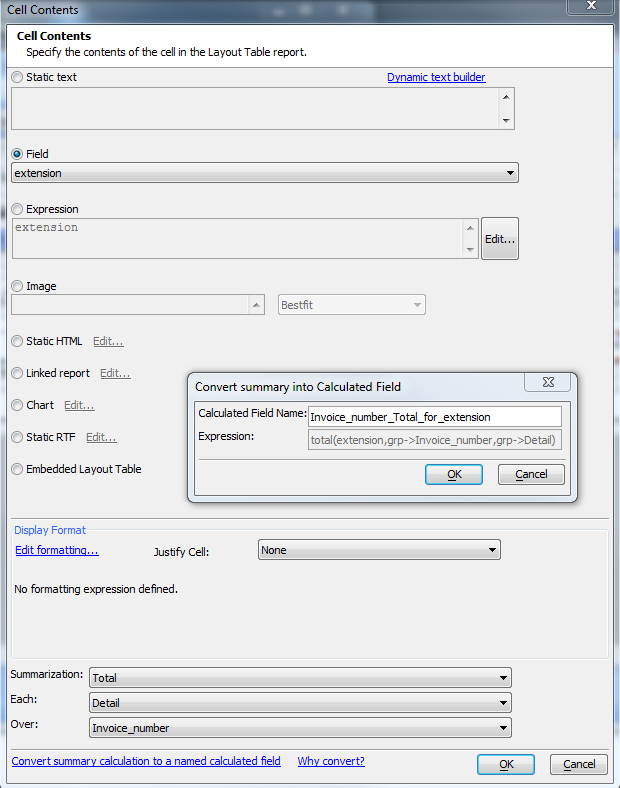 Cell Contents
Cell Contents
Specify the contents of the cell in the Layout Table report.
Static text
Dynamic text builder
Field
extension
Expression
extension
Edit...
Image
Bestfit
Static HTML Edit...
Linked report Edit...
Chart Edit...
Static RTF Edit...
Embedded Layout Table
Convert summary into Calculated Field
Calculated Field Name: Invoice_number_Total_for_extension
Expression: total(extension,grp->Invoice_number,grp->Detail)
OK Cancel
Display Format
Edit formatting... Justify Cell: None
No formatting expression defined.
Summarization: Total
Each: Detail
Over: Invoice_number
Convert summary calculation to a named calculated field Why convert?
OK Cancel